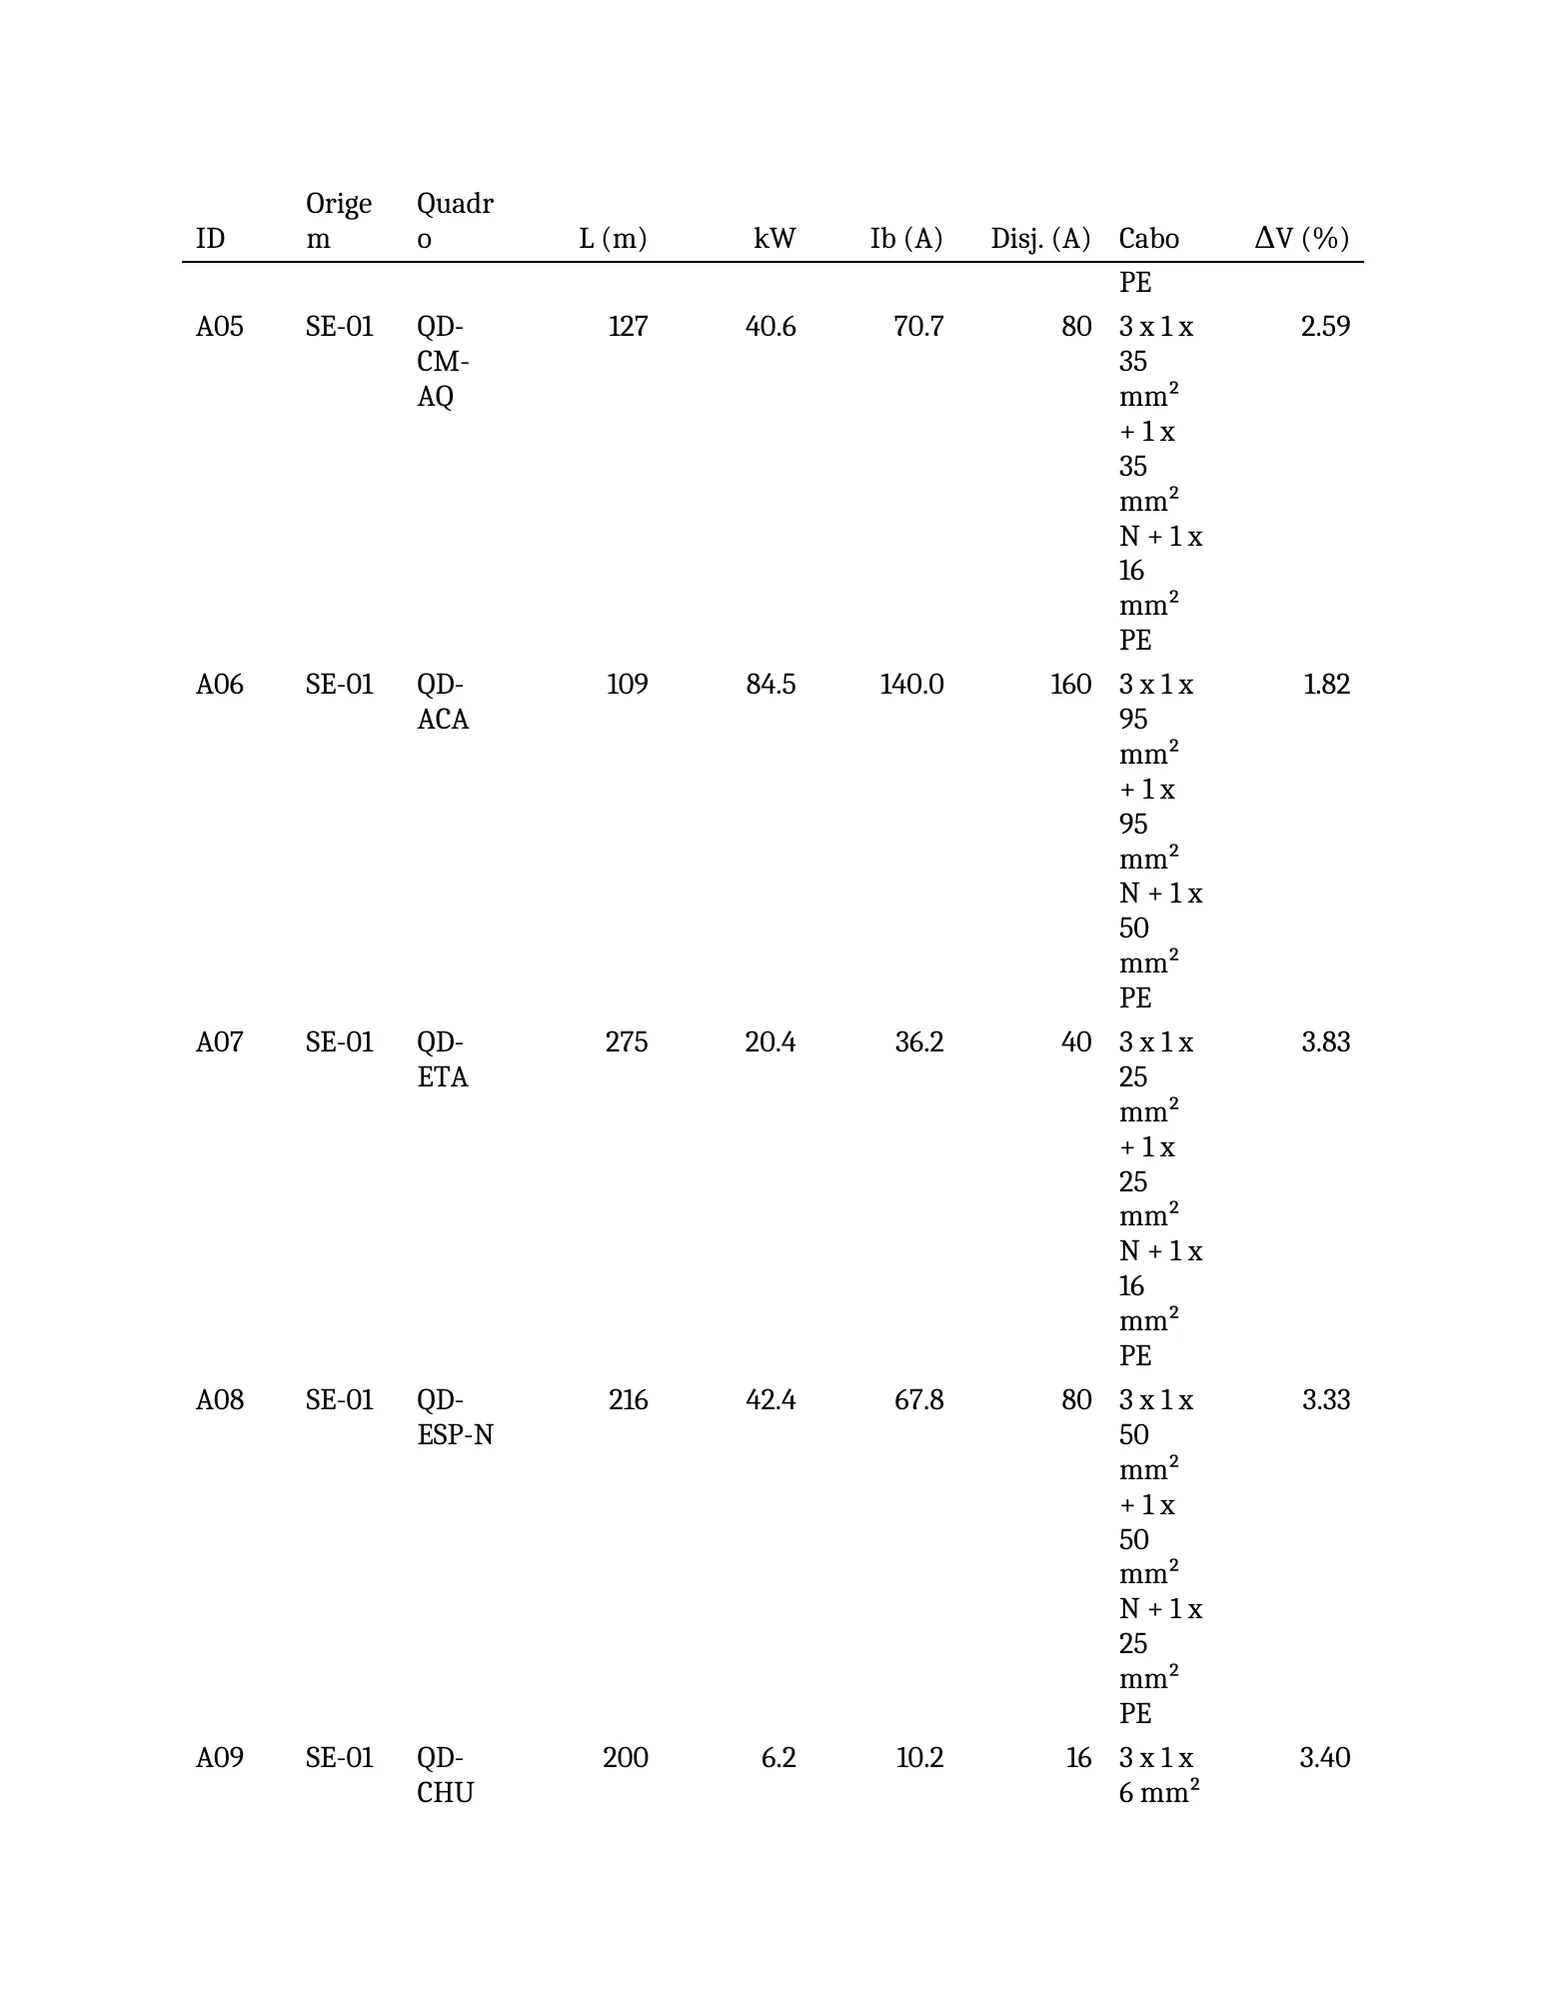 Orige Quadr
ID m o L (m) kW Ib (A) Disj. (A) Cabo ΔV (%)
PE
A05 SE-01 QD- 127 40.6 70.7 80 3 x 1 x 2.59
CM- 35
AQ mm²
+ 1 x
35
mm²
N + 1 x
16
mm²
PE
A06 SE-01 QD- 109 84.5 140.0 160 3 x 1 x 1.82
ACA 95
mm²
+ 1 x
95
mm²
N + 1 x
50
mm²
PE
A07 SE-01 QD- 275 20.4 36.2 40 3 x 1 x 3.83
ETA 25
mm²
+ 1 x
25
mm²
N + 1 x
16
mm²
PE
A08 SE-01 QD- 216 42.4 67.8 80 3 x 1 x 3.33
ESP-N 50
mm²
+ 1 x
50
mm²
N + 1 x
25
mm²
PE
A09 SE-01 QD- 200 6.2 10.2 16 3 x 1 x 3.40
CHU 6 mm²